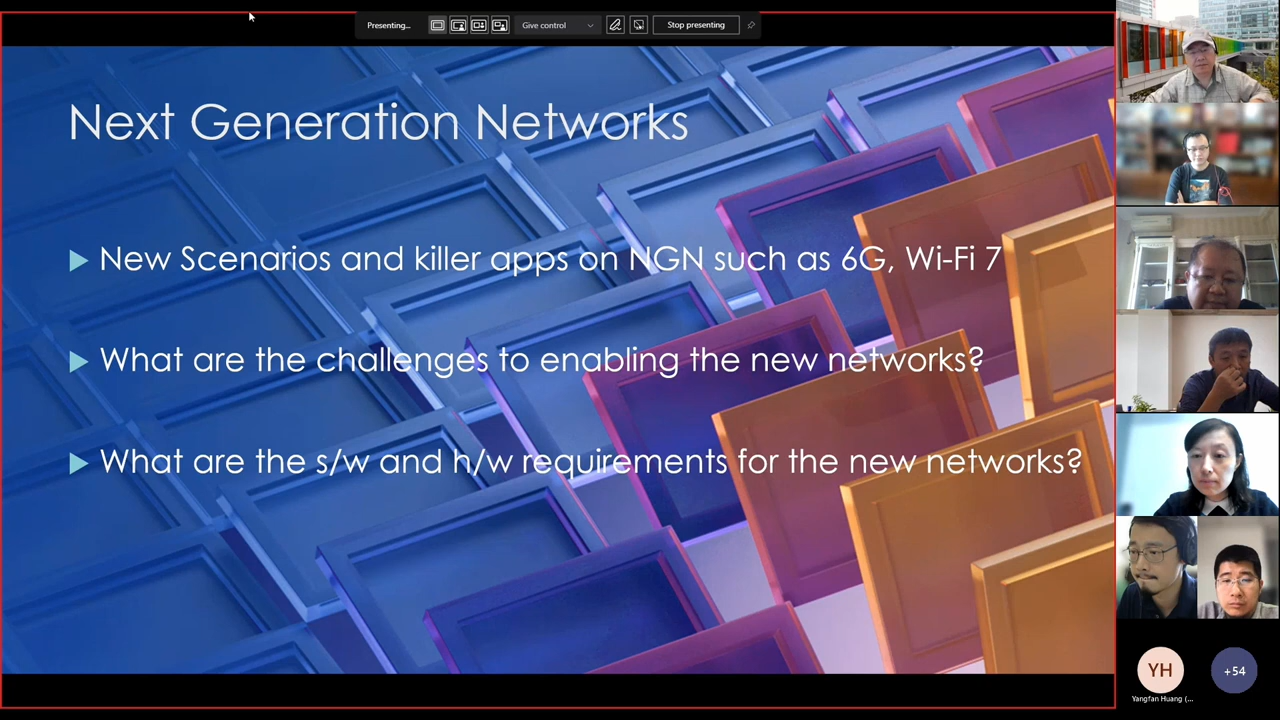 Presenting...
Give control
Stop presenting
Next Generation Networks
New Scenarios and killer apps on NGN such as 6G, Wi-Fi 7
What are the challenges to enabling the new networks?
What are the s/w and h/w requirements for the new networks?
YH
+54
Yangfan Huang (...